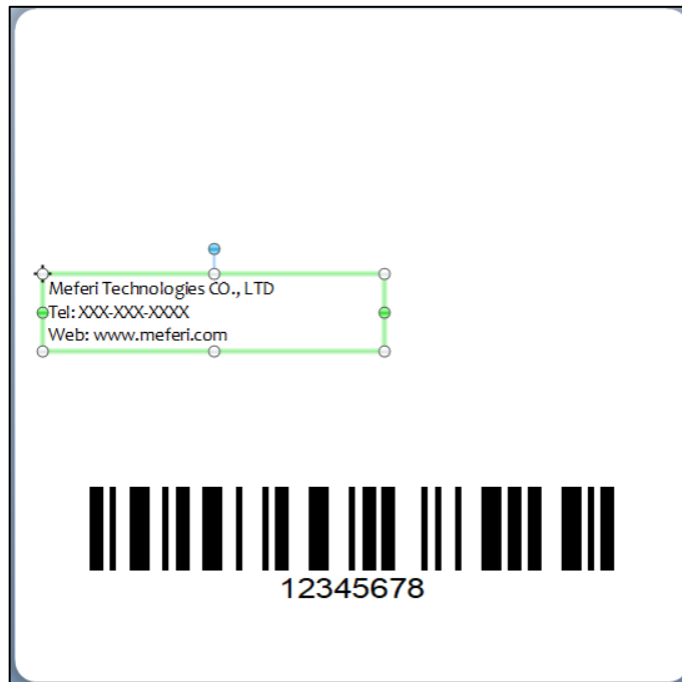 Meferi Technologies CO., LTD
Tel: XXX-XXX-XXXX
Web: www.meferi.com
12345678